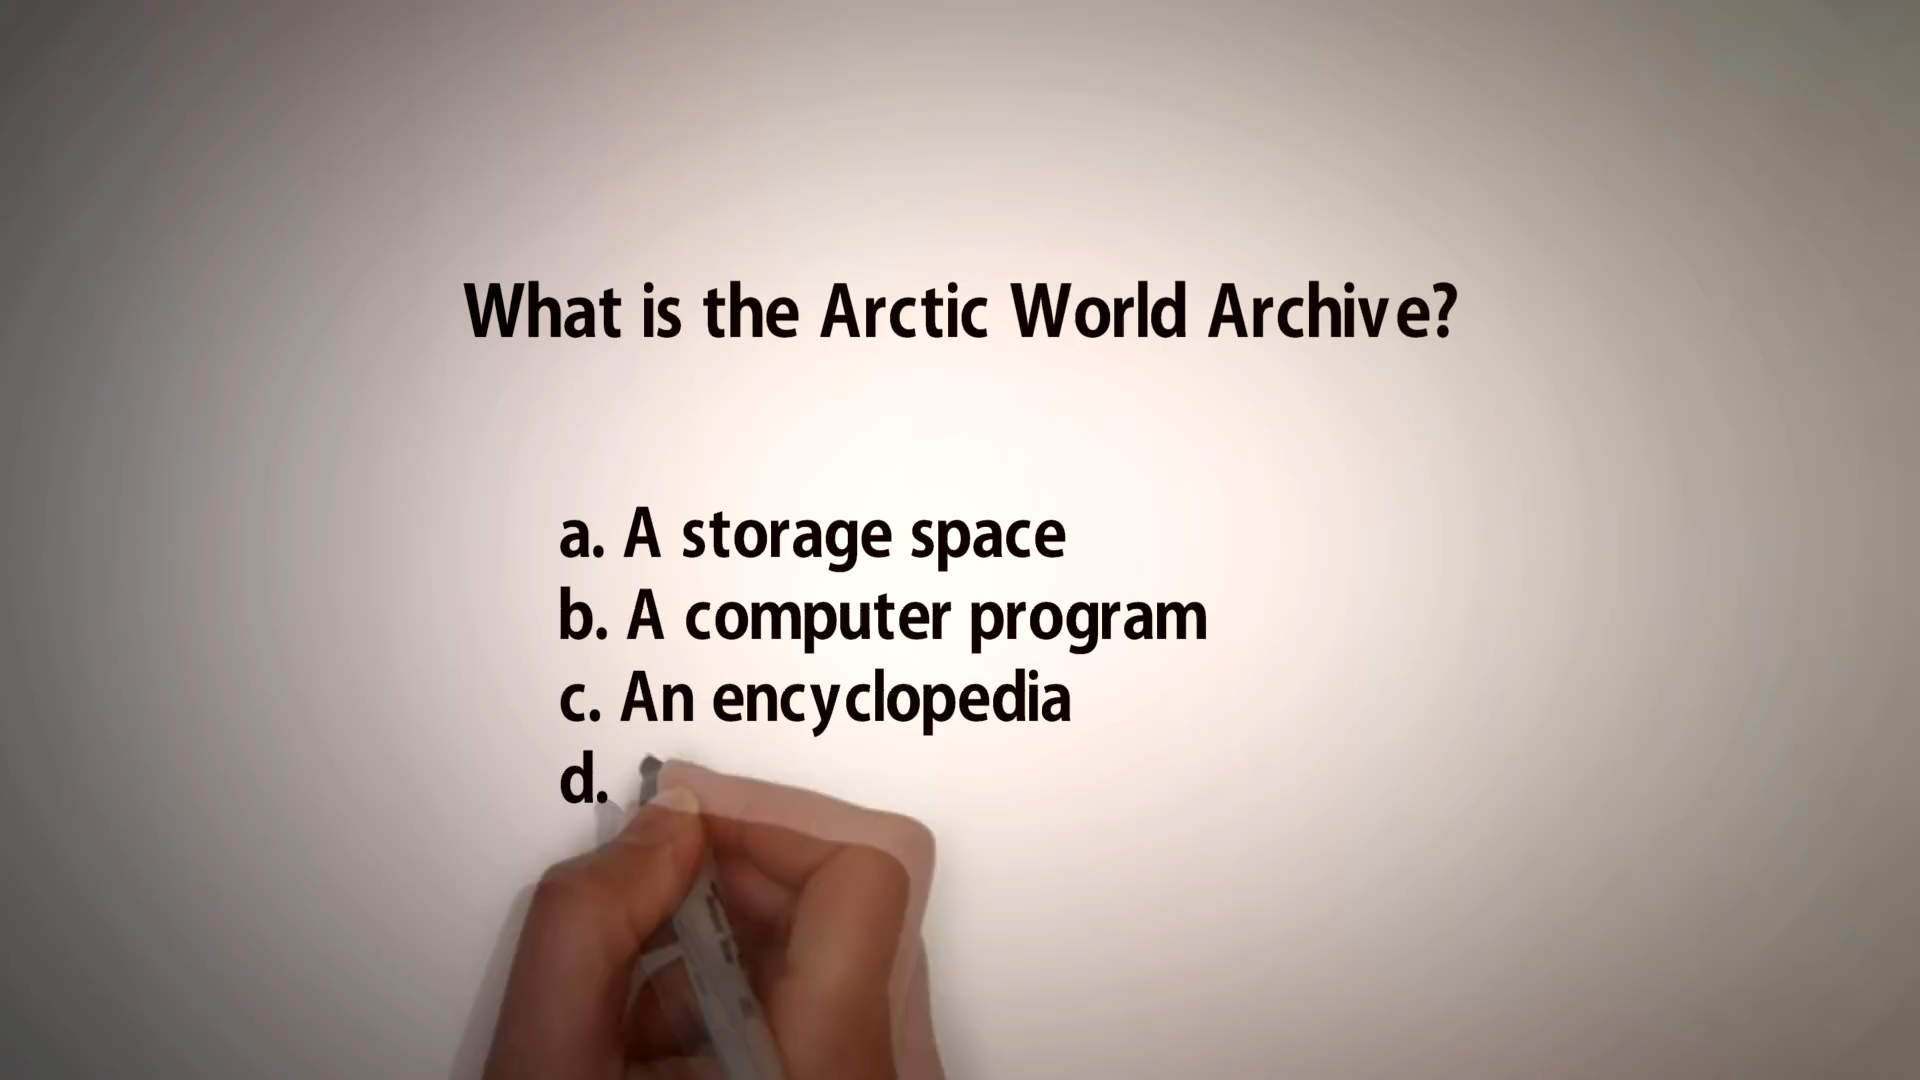 What is the Arctic World Archive?
a. A storage space
b. A computer program
c. An encyclopedia
d.